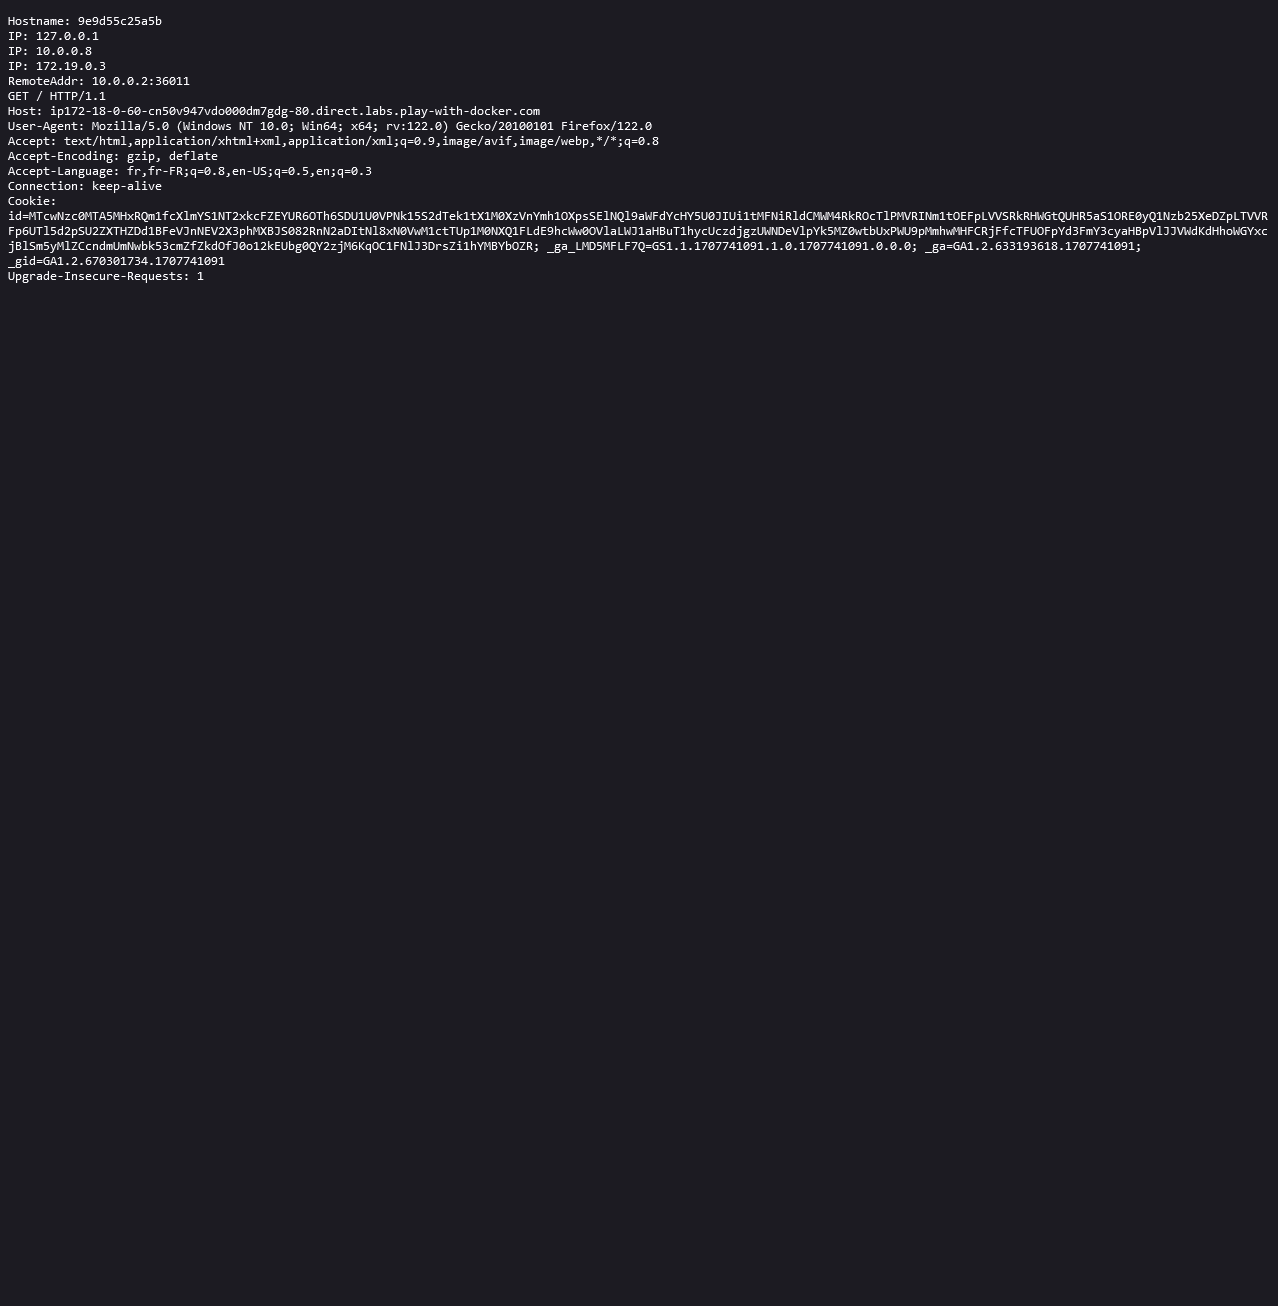 Hostname: 9e9d55c25a5b
IP: 127.0.0.1
IP: 10.0.0.8
IP: 172.19.0.3
RemoteAddr: 10.0.0.2:36011
GET / HTTP/1.1
Host: ip172-18-0-60-cn50v947vdo000dm7gdg-80.direct.labs.play-with-docker.com
User-Agent: Mozilla/5.0 (Windows NT 10.0; Win64; x64; rv:122.0) Gecko/20100101 Firefox/122.0
Accept: text/html,application/xhtml+xml,application/xml;q=0.9,image/avif,image/webp,*/*;q=0.8
Accept-Encoding: gzip, deflate
Accept-Language: fr,fr-FR;q=0.8,en-US;q=0.5,en;q=0.3
Connection: keep-alive
Cookie:
id=MTcwNzc0MTA5MHxRQm1fcXlmYS1NT2xkcFZEYUR6OTh6SDU1U0VPNk15S2dTek1tX1M0XzVnYmh1OXpsSElNQl9aWFdYcHY5U0JIUi1tMFNiRldCMWM4RkROcTlPMVRINm1tOEFpLVVSRkRHWGtQUHR5aS1ORE0yQ1Nzb25XeDZpLTVVR
Fp6UTl5d2pSU2ZXTHZDd1BFeVJnNEV2X3phMXBJS082RnN2aDItNl8xN0VwM1ctTUp1M0NXQ1FLdE9hcWw0OVlaLWJ1aHBuT1hycUczdjgzUWNDeVlpYk5MZ0wtbUxPWU9pMmhwMHFCRjFfcTFUOFpYd3FmY3cyaHBpVlJJVWdKdHhoWGYxc
jBlSm5yMlZCcndmUmNwbk53cmZfZkdOfJ0o12kEUbg0QY2zjM6KqOC1FNlJ3DrsZi1hYMBYbOZR; _ga_LMD5MFLF7Q=GS1.1.1707741091.1.0.1707741091.0.0.0; _ga=GA1.2.633193618.1707741091;
_gid=GA1.2.670301734.1707741091
Upgrade-Insecure-Requests: 1